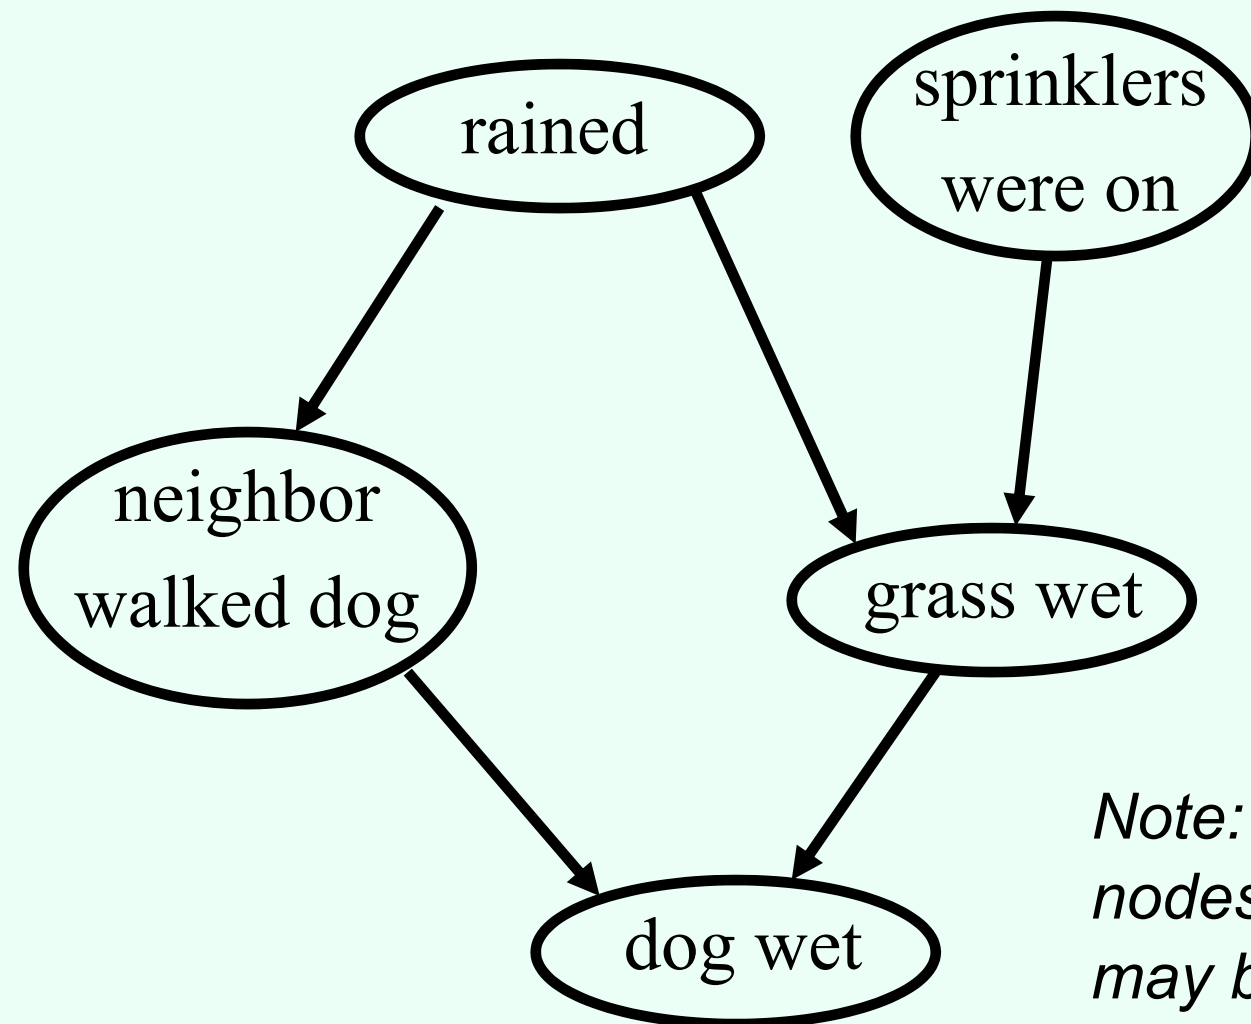 sprinklers
were on
rained
neighbor
walked dog
grass wet
dog wet
Note:
nodes
may